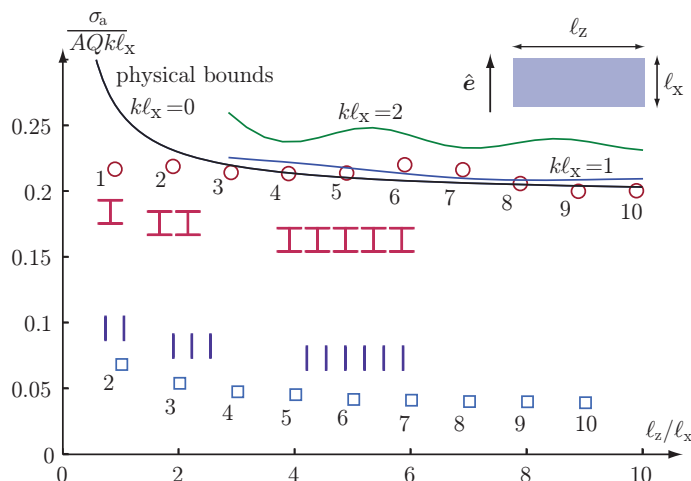 σₐ
AQkℓₓ
physical bounds
kℓₓ=0
ℓ_z
ê
ℓₓ
0.25
kℓₓ=2
kℓₓ=1
0.2
1 2 3 4 5 6 7 8 9 10
0.15
0.1
0.05
2 3 4 5 6 7 8 9 10
ℓ_z/ℓₓ
0
0 2 4 6 8 10